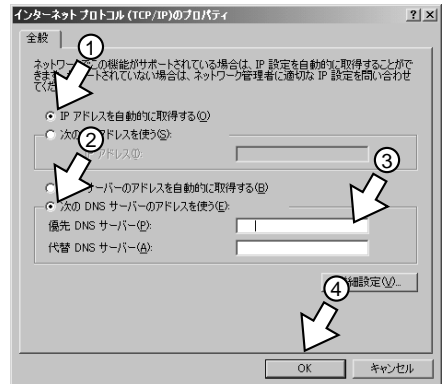 インターネット プロトコル (TCP/IP)のプロパティ
? ×
全般
①
ネットワークでこの機能がサポートされている場合は、IP 設定を自動的に取得することがで
きます。サポートされていない場合は、ネットワーク管理者に適切な IP 設定を問い合わせ
てくだ
IP アドレスを自動的に取得する(O)
②
次の アドレスを使う(S):
IP アドレス(I):
サーバーのアドレスを自動的に取得する(B)
③
次の DNS サーバーのアドレスを使う(E):
優先 DNS サーバー(P):
代替 DNS サーバー(A):
④
細設定(V)...
OK
キャンセル